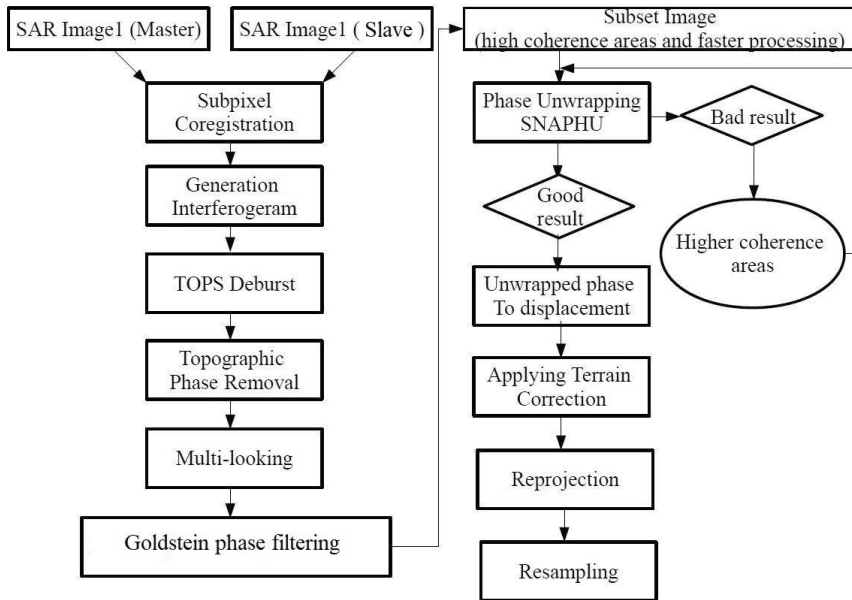 SAR Image1 (Master)
SAR Image1 ( Slave )
Subpixel
Coregistration
Generation
Interferogeram
TOPS Deburst
Topographic
Phase Removal
Multi-looking
Goldstein phase filtering
Subset Image
(high coherence areas and faster processing)
Phase Unwrapping
SNAPHU
Bad result
Good
result
Higher coherence
areas
Unwrapped phase
To displacement
Applying Terrain
Correction
Reprojection
Resampling